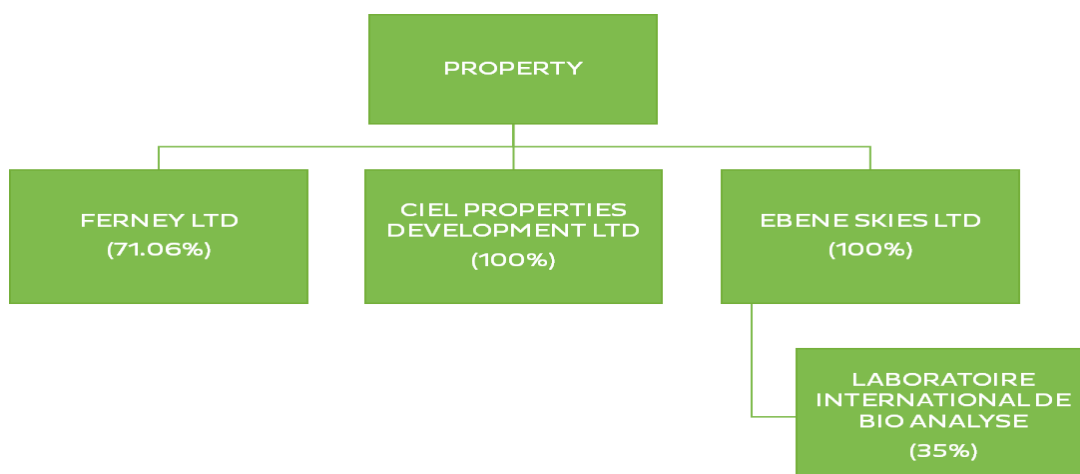 PROPERTY
FERNEY LTD
(71.06%)
CIEL PROPERTIES
DEVELOPMENT LTD
(100%)
EBENE SKIES LTD
(100%)
LABORATOIRE
INTERNATIONAL DE
BIO ANALYSE
(35%)